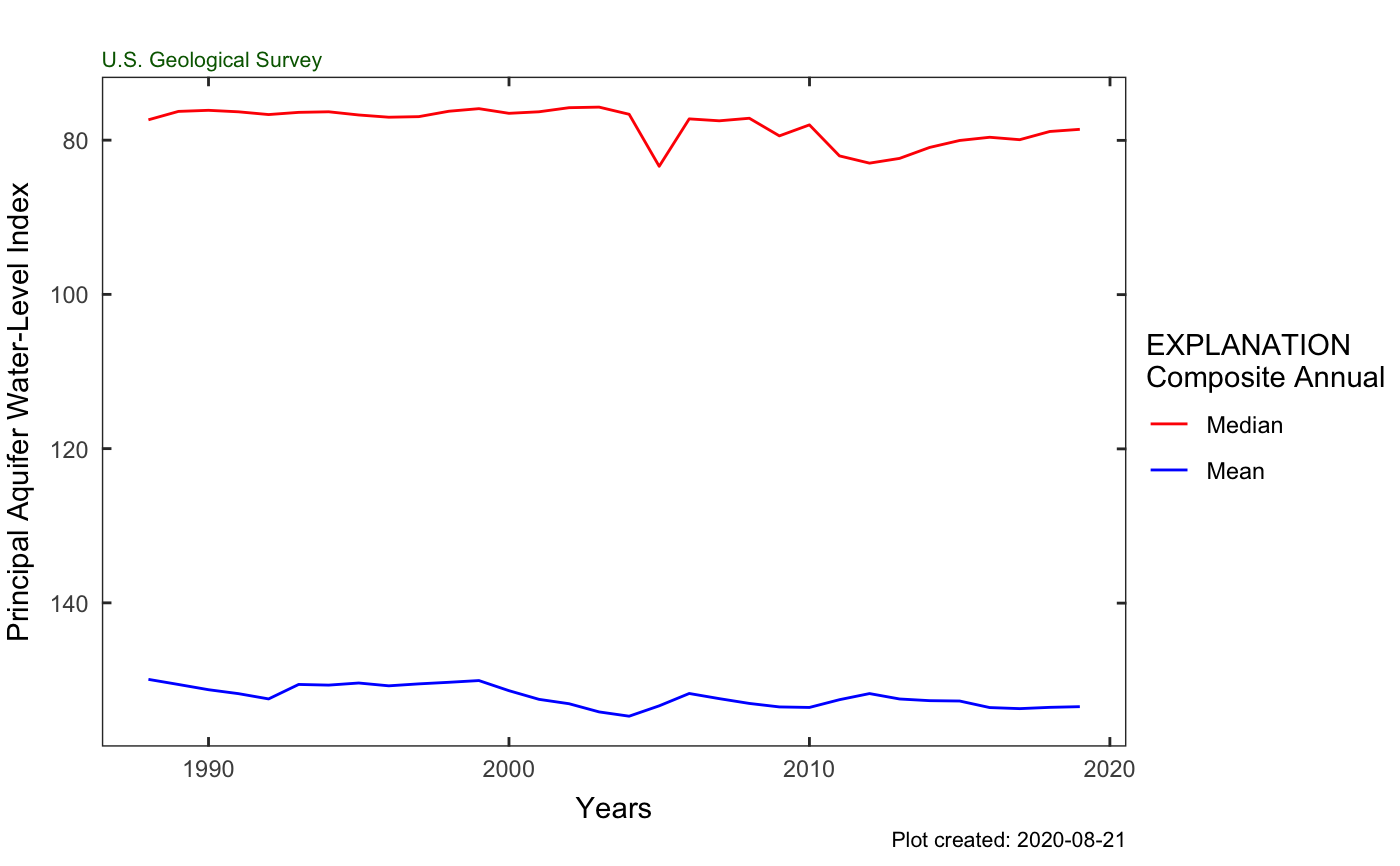 U.S. Geological Survey
Principal Aquifer Water-Level Index
80
100
120
140
1990
2000
2010
2020
Years
EXPLANATION
Composite Annual
Median
Mean
Plot created: 2020-08-21